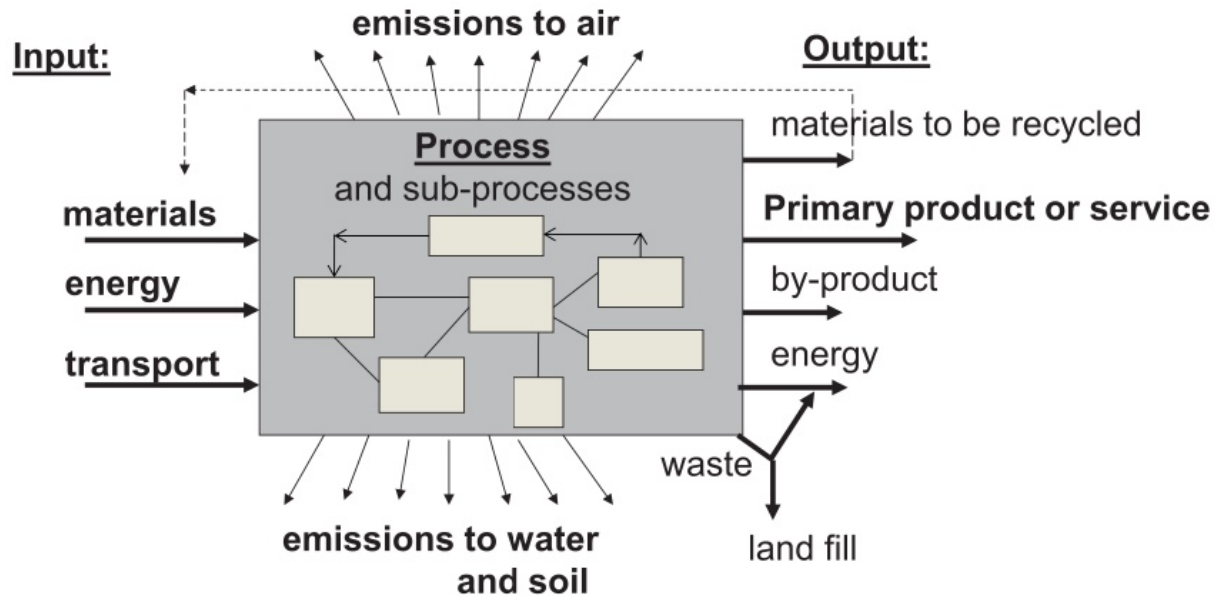 emissions to air
Input:
Output:
materials to be recycled
Process
and sub-processes
materials
Primary product or service
energy
by-product
transport
energy
waste
land fill
emissions to water
and soil